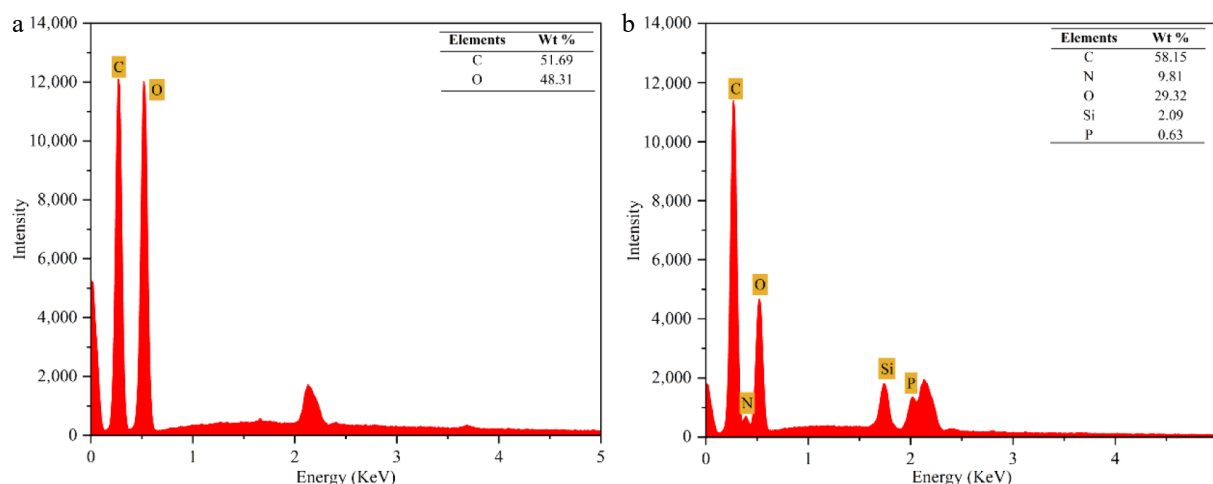 a
14,000
12,000
10,000
8,000
6,000
4,000
2,000
0
Intensity
C
O
Elements Wt %
C 51.69
O 48.31
0 1 2 3 4 5
Energy (KeV)
b
14,000
12,000
10,000
8,000
6,000
4,000
2,000
0
Intensity
C
N
O
Si
P
Elements Wt %
C 58.15
N 9.81
O 29.32
Si 2.09
P 0.63
0 1 2 3 4
Energy (KeV)